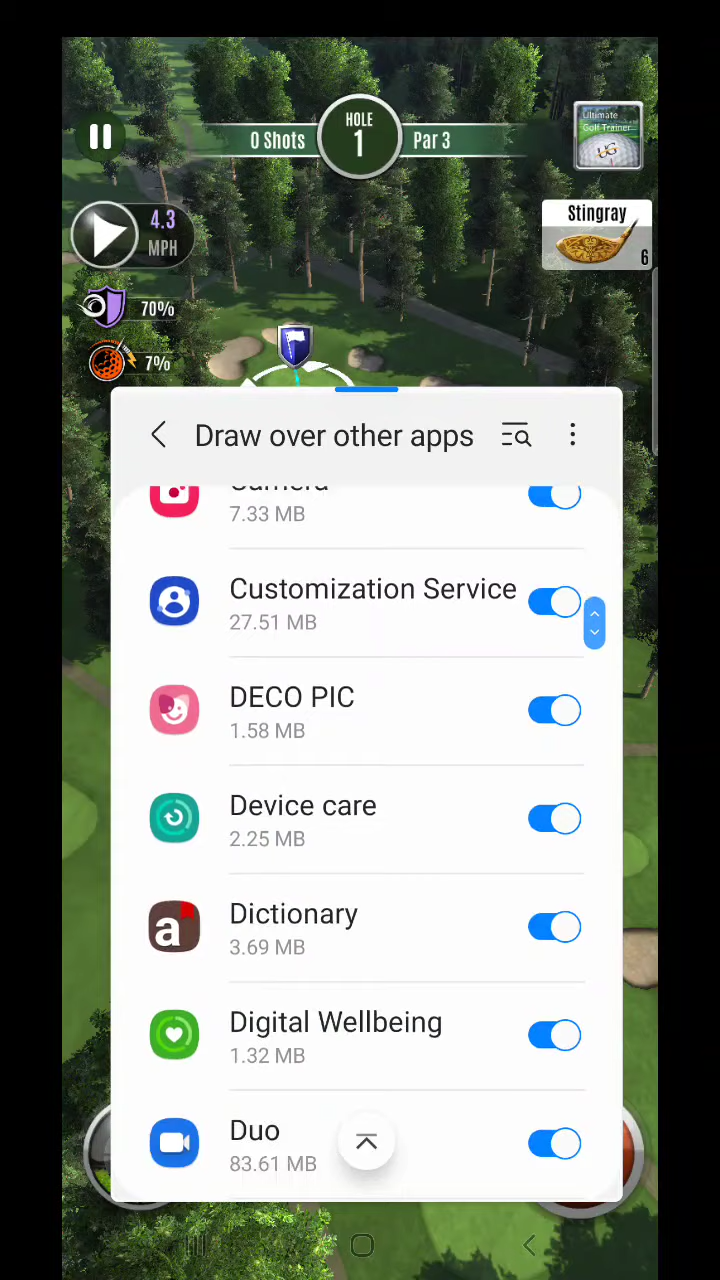 HOLE
1
0 Shots
Par 3
Ultimate
Golf Trainer
UG
4.3
MPH
Stingray
6
70%
7%
Draw over other apps
Camera
7.33 MB
Customization Service
27.51 MB
DECO PIC
1.58 MB
Device care
2.25 MB
a
Dictionary
3.69 MB
Digital Wellbeing
1.32 MB
Duo
83.61 MB